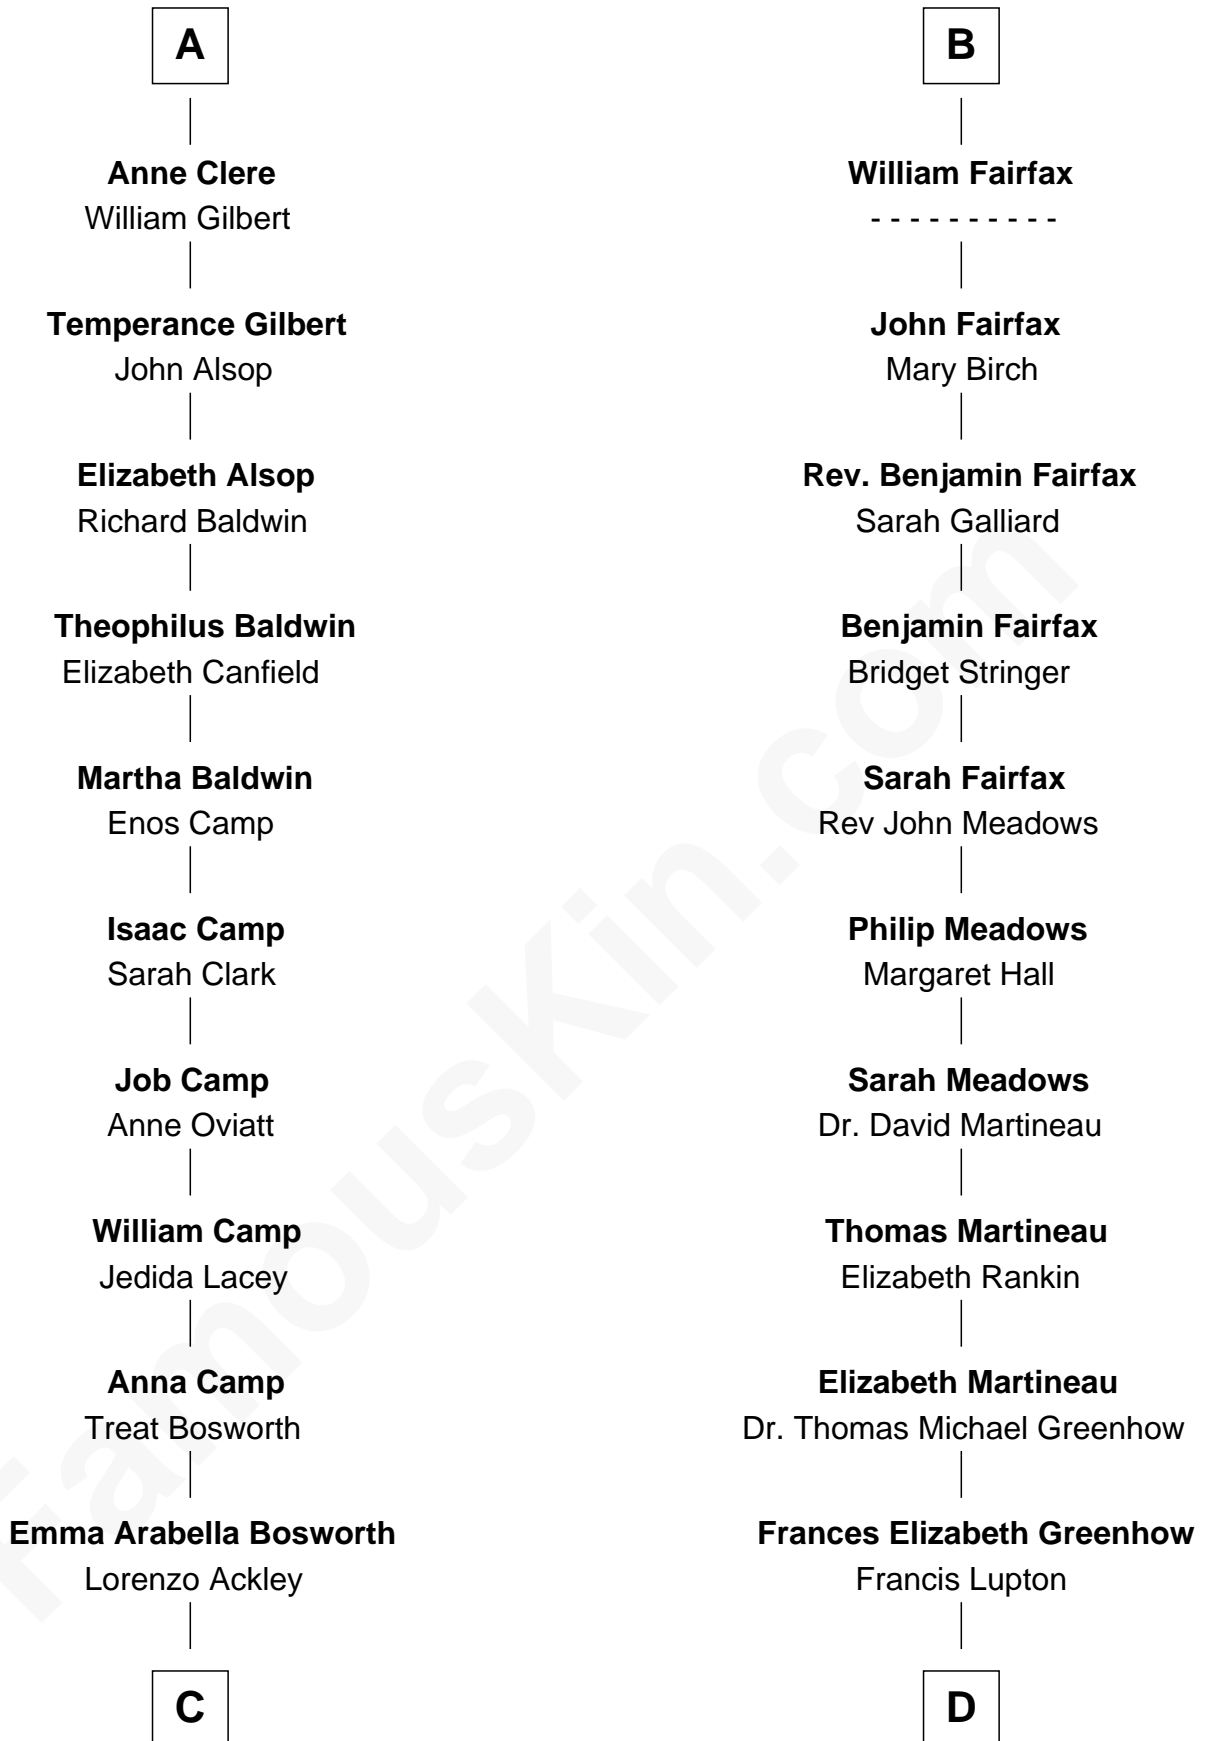 A
Anne Clere
William Gilbert
Temperance Gilbert
John Alsop
Elizabeth Alsop
Richard Baldwin
Theophilus Baldwin
Elizabeth Canfield
Martha Baldwin
Enos Camp
Isaac Camp
Sarah Clark
Job Camp
Anne Oviatt
William Camp
Jedida Lacey
Anna Camp
Treat Bosworth
Emma Arabella Bosworth
Lorenzo Ackley
C
B
William Fairfax
- - - - - - - - - -
John Fairfax
Mary Birch
Rev. Benjamin Fairfax
Sarah Galliard
Benjamin Fairfax
Bridget Stringer
Sarah Fairfax
Rev John Meadows
Philip Meadows
Margaret Hall
Sarah Meadows
Dr. David Martineau
Thomas Martineau
Elizabeth Rankin
Elizabeth Martineau
Dr. Thomas Michael Greenhow
Frances Elizabeth Greenhow
Francis Lupton
D
FamousKin.com